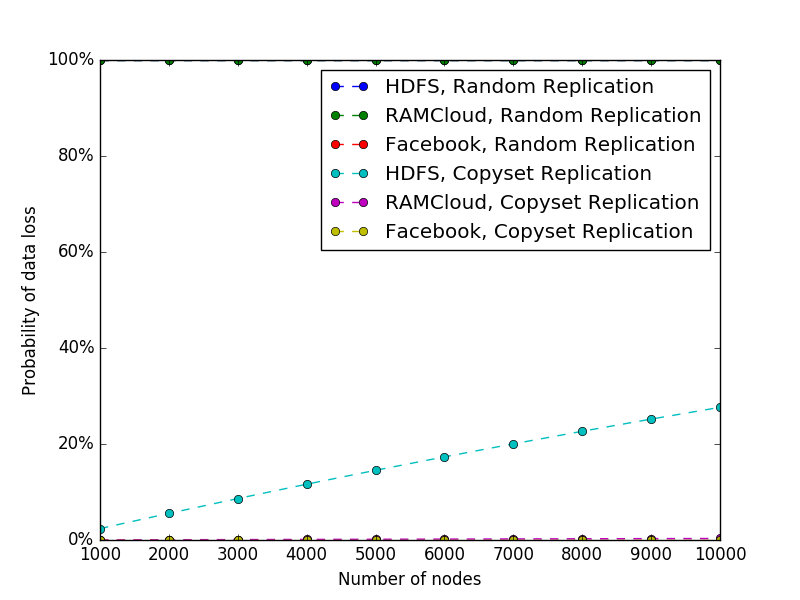 100%
80%
60%
40%
20%
0%
Probability of data loss
HDFS, Random Replication
RAMCloud, Random Replication
Facebook, Random Replication
HDFS, Copyset Replication
RAMCloud, Copyset Replication
Facebook, Copyset Replication
1000 2000 3000 4000 5000 6000 7000 8000 9000 10000
Number of nodes